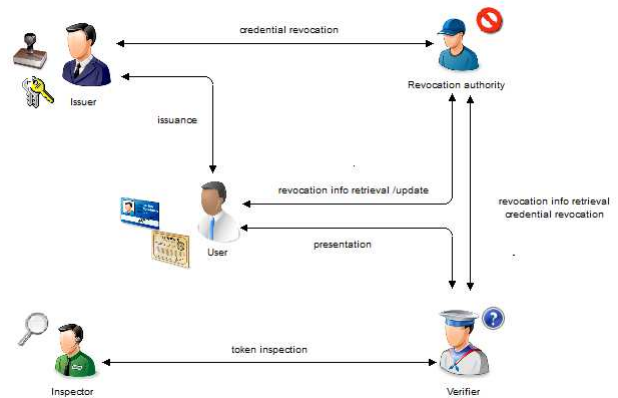 credential revocation
Issuer
Revocation authority
issuance
revocation info retrieval /update
revocation info retrieval
credential revocation
User
presentation
token inspection
Inspector
Verifier